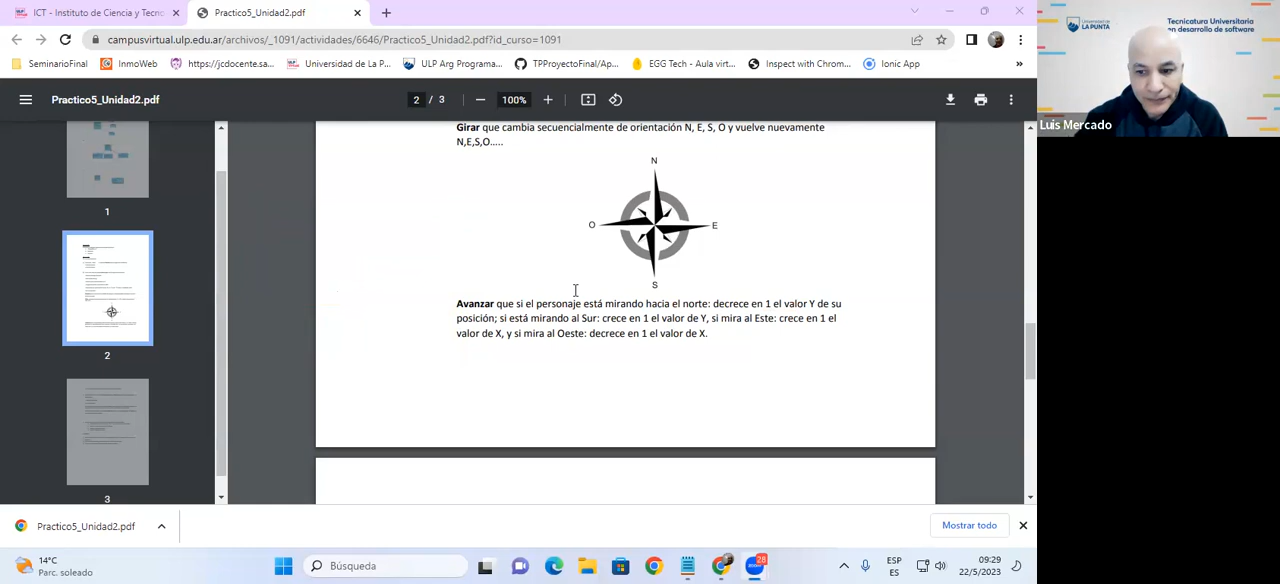 ICT - Instituto de Ciencia y Tecno
Practico5_Unidad2.pdf
campusvirtual.ulp.edu.ar/archivos/_1091/actividades/6646/Practico5_Unidad2.pdf?id_curso=1091
SeminarioFinal
InmoWeb
https://jcdocente.sa...
Universidad De La P...
ULP Arg Programa...
TPProyectoFinal/Ap...
EGG Tech - Aula virt...
Inspect with Chrom...
Ionic App
»
Practico5_Unidad2.pdf
2 / 3
100%
Girar que cambia secuencialmente de orientación N, E, S, O y vuelve nuevamente
N,E,S,O.....
N
O
E
S
Avanzar que si el personaje está mirando hacia el norte: decrece en 1 el valor Y de su
posición; si está mirando al Sur: crece en 1 el valor de Y, si mira al Este: crece en 1 el
valor de X, y si mira al Oeste: decrece en 1 el valor de X.
1
2
3
Practico5_Unidad2.pdf
Mostrar todo
14°C
Parc. soleado
Búsqueda
28
ESP
ES
09:29
22/5/2023
Universidad de
LA PUNTA
Tecnicatura Universitaria
en desarrollo de software
Luis Mercado